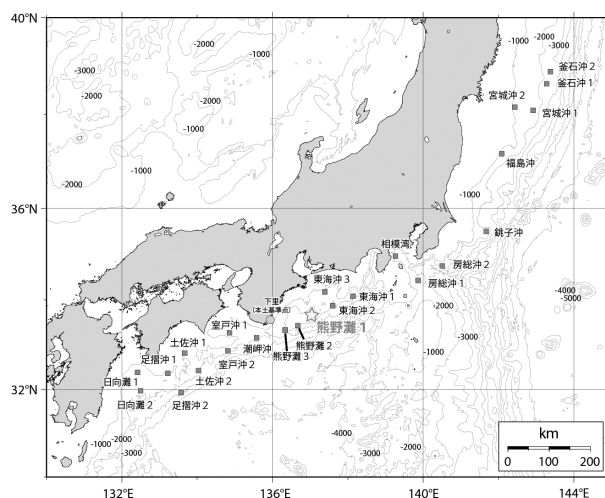 40°N
36°N
32°N
132°E
136°E
140°E
144°E
-2000
-1000
-3000
-2000
-2000
-1000
-2000
-1000
-1000
-2000
-3000
釜石沖 2
釜石沖 1
宮城沖 2
宮城沖 1
福島沖
-1000
銚子沖
相模湾
房総沖 2
房総沖 1
東海沖 3
東海沖 1
東海沖 2
-4000
-5000
-2000
-3000
-1000
下里
(本土基準点)
熊野灘 1
熊野灘 2
熊野灘 3
室戸沖 1
潮岬沖
室戸沖 2
土佐沖 1
土佐沖 2
足摺沖 1
足摺沖 2
日向灘 1
日向灘 2
-1000
-2000
-3000
-4000
-3000
-2000
km
0
100
200